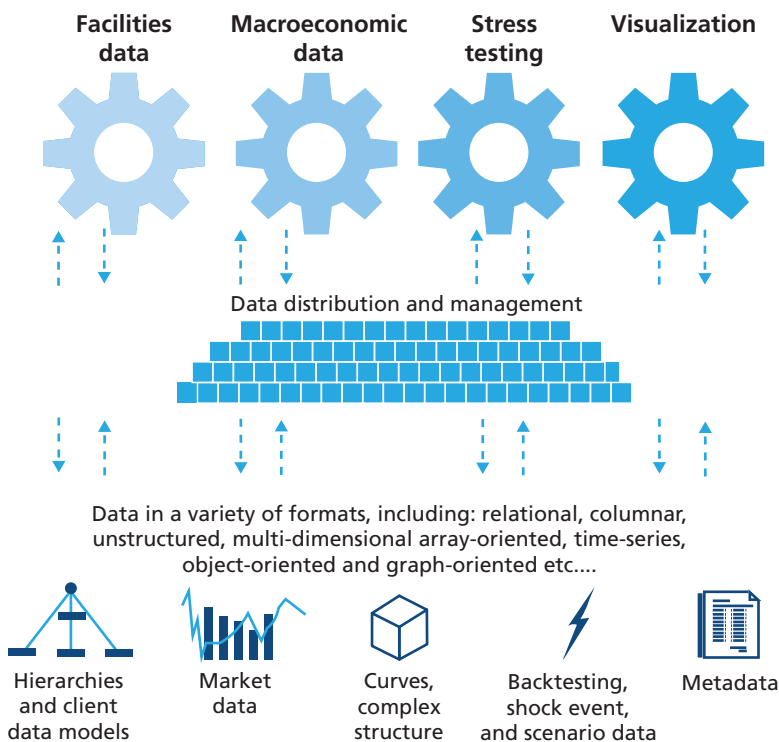 Facilities data
Macroeconomic data
Stress testing
Visualization
Data distribution and management
Data in a variety of formats, including: relational, columnar,
unstructured, multi-dimensional array-oriented, time-series,
object-oriented and graph-oriented etc....
Hierarchies
and client
data models
Market
data
Curves,
complex
structure
Backtesting,
shock event,
and scenario data
Metadata